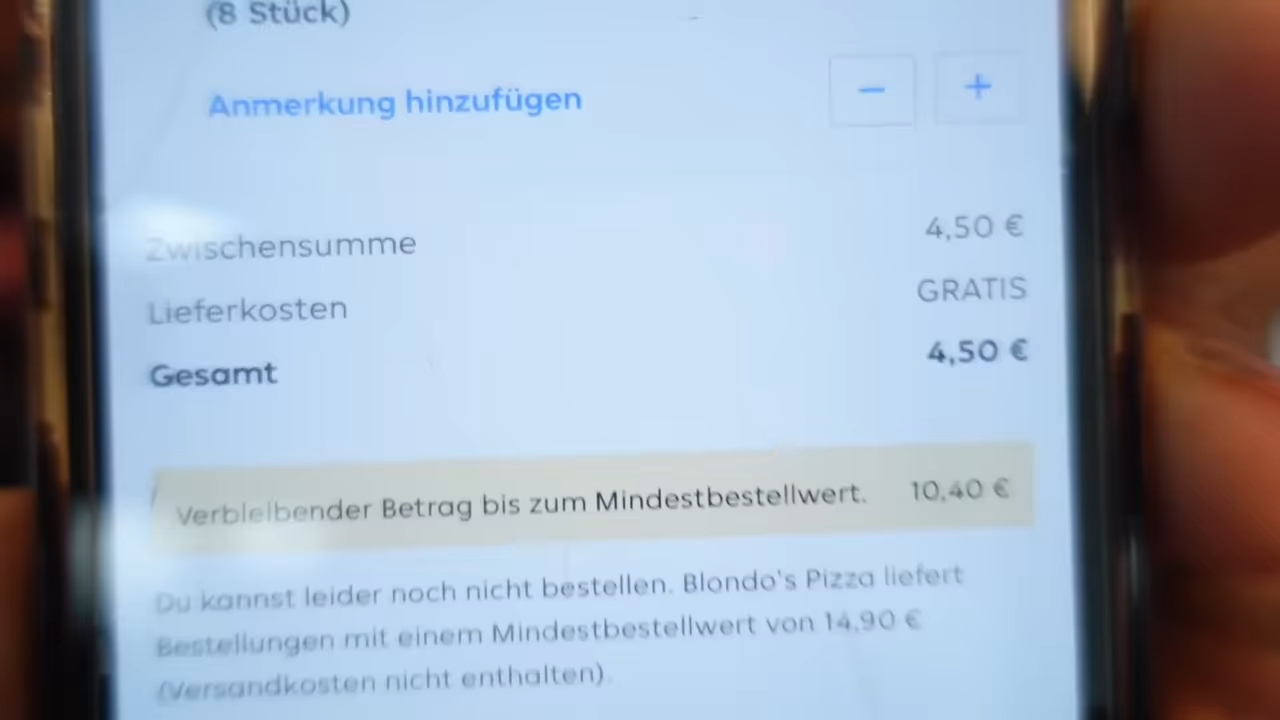 (8 Stück)
Anmerkung hinzufügen
− +
Zwischensumme 4,50 €
Lieferkosten GRATIS
Gesamt 4,50 €
Verbleibender Betrag bis zum Mindestbestellwert. 10,40 €
Du kannst leider noch nicht bestellen. Blondo's Pizza liefert
Bestellungen mit einem Mindestbestellwert von 14,90 €
(Versandkosten nicht enthalten).